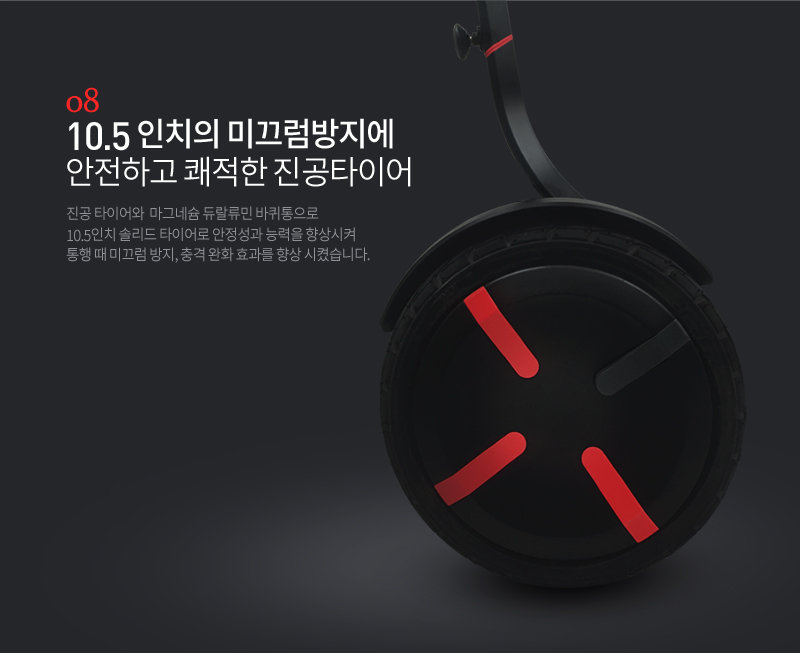 08
10.5 인치의 미끄럼방지에
안전하고 쾌적한 진공타이어
진공 타이어와 마그네슘 듀랄류민 바퀴통으로
10.5인치 솔리드 타이어로 안정성과 능력을 향상시켜
통행 때 미끄럼 방지, 충격 완화 효과를 향상 시켰습니다.